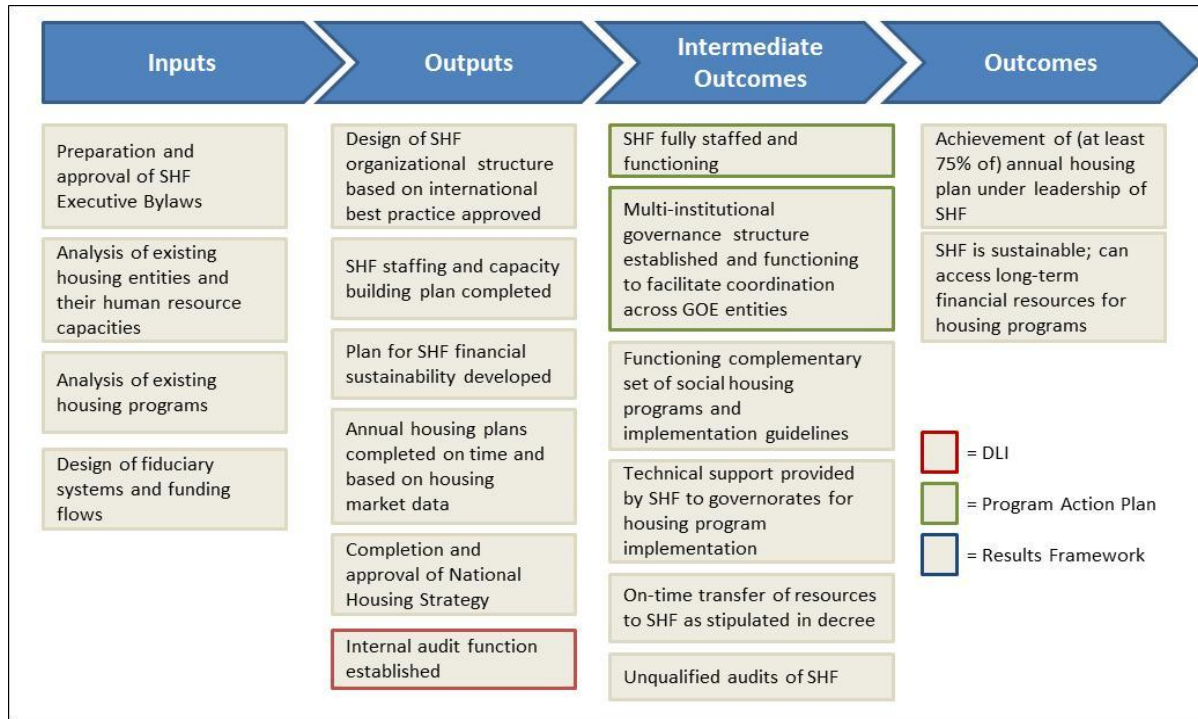 Inputs
Outputs
Intermediate
Outcomes
Outcomes
Preparation and
approval of SHF
Executive Bylaws
Analysis of existing
housing entities and
their human resource
capacities
Analysis of existing
housing programs
Design of fiduciary
systems and funding
flows
Design of SHF
organizational structure
based on international
best practice approved
SHF staffing and capacity
building plan completed
Plan for SHF financial
sustainability developed
Annual housing plans
completed on time and
based on housing
market data
Completion and
approval of National
Housing Strategy
Internal audit function
established
SHF fully staffed and
functioning
Multi-institutional
governance structure
established and functioning
to facilitate coordination
across GOE entities
Functioning complementary
set of social housing
programs and
implementation guidelines
Technical support provided
by SHF to governorates for
housing program
implementation
On-time transfer of resources
to SHF as stipulated in decree
Unqualified audits of SHF
Achievement of (at least
75% of) annual housing
plan under leadership of
SHF
SHF is sustainable; can
access long-term
financial resources for
housing programs
= DLI
= Program Action Plan
= Results Framework